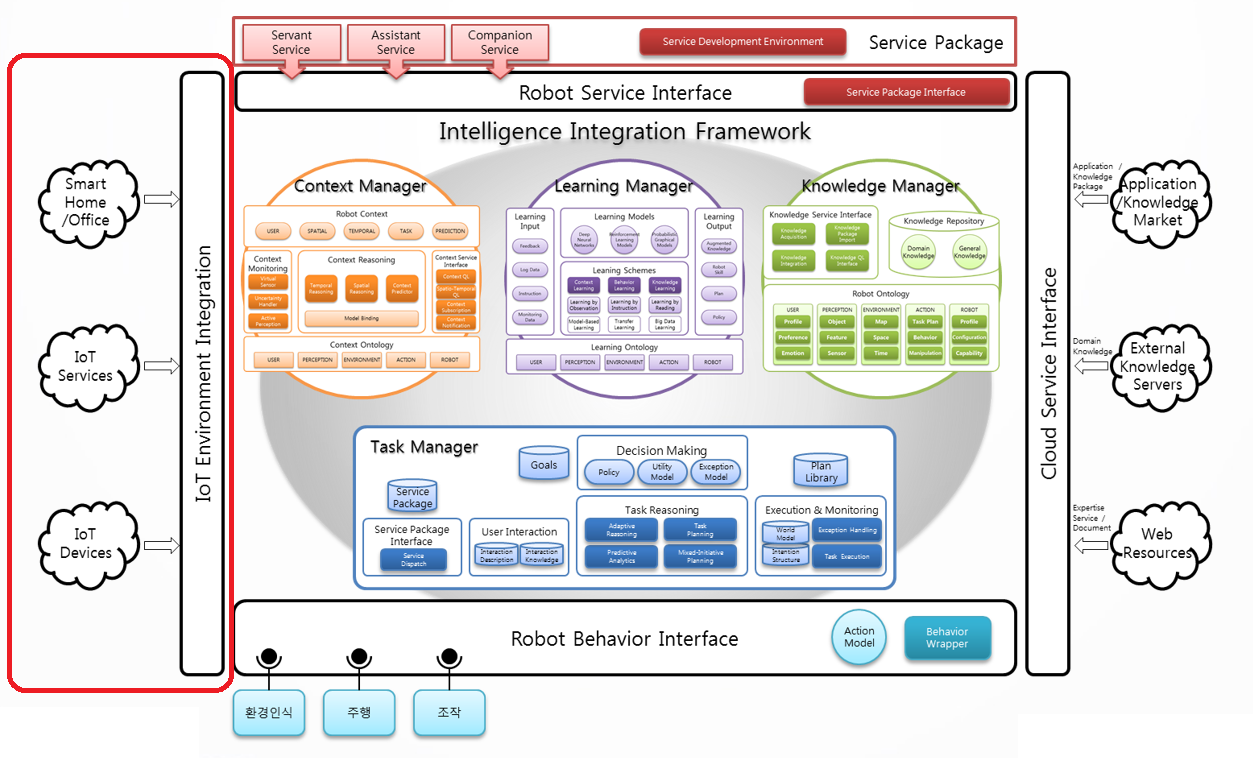 Servant
Service
Assistant
Service
Companion
Service
Service Development Environment
Service Package
Robot Service Interface
Service Package Interface
Intelligence Integration Framework
Smart
Home
/Office
IoT
Services
IoT
Devices
IoT Environment Integration
Context Manager
Robot Context
USER
SPATIAL
TEMPORAL
TASK
PREDICTION
Context
Monitoring
Virtual
Sensor
Uncertainty
Handler
Active
Perception
Context Reasoning
Temporal
Reasoning
Spatial
Reasoning
Context
Predictor
Model Binding
Context Service
Interface
Context QL
Spatio-Temporal
QL
Context
Subscription
Context
Notification
Context Ontology
USER
PERCEPTION
ENVIRONMENT
ACTION
ROBOT
Learning Manager
Learning
Input
Feedback
Log Data
Instruction
Monitoring
Data
Learning Models
Deep
Neural
Networks
Reinforcement
Learning
Models
Probabilistic
Graphical
Models
Leaning Schemes
Context
Learning
Behavior
Learning
Knowledge
Learning
Learning by
Observation
Learning by
Instruction
Learning by
Reading
Model-Based
Learning
Transfer
Learning
Big Data
Learning
Learning
Output
Augmented
Knowledge
Robot
Skill
Plan
Policy
Learning Ontology
USER
PERCEPTION
ENVIRONMENT
ACTION
ROBOT
Knowledge Manager
Knowledge Service Interface
Knowledge
Acquisition
Knowledge
Package
Import
Knowledge
Integration
Knowledge QL
Interface
Knowledge Repository
Domain
Knowledge
General
Knowledge
Robot Ontology
USER
Profile
Preference
Emotion
PERCEPTION
Object
Feature
Sensor
ENVIRONMENT
Map
Space
Time
ACTION
Task Plan
Behavior
Manipulation
ROBOT
Profile
Configuration
Capability
Task Manager
Service
Package
Goals
Decision Making
Policy
Utility
Model
Exception
Model
Plan
Library
Service Package
Interface
Service
Dispatch
User Interaction
Interaction
Description
Interaction
Knowledge
Task Reasoning
Adaptive
Reasoning
Task
Planning
Predictive
Analytics
Mixed-Initiative
Planning
Execution & Monitoring
World
Model
Intention
Structure
Exception Handling
Task Execution
Robot Behavior Interface
Action
Model
Behavior
Wrapper
환경인식
주행
조작
Cloud Service Interface
Application /
Knowledge
Package
Application
/Knowledge
Market
Domain
Knowledge
External
Knowledge
Servers
Expertise
Service /
Document
Web
Resources